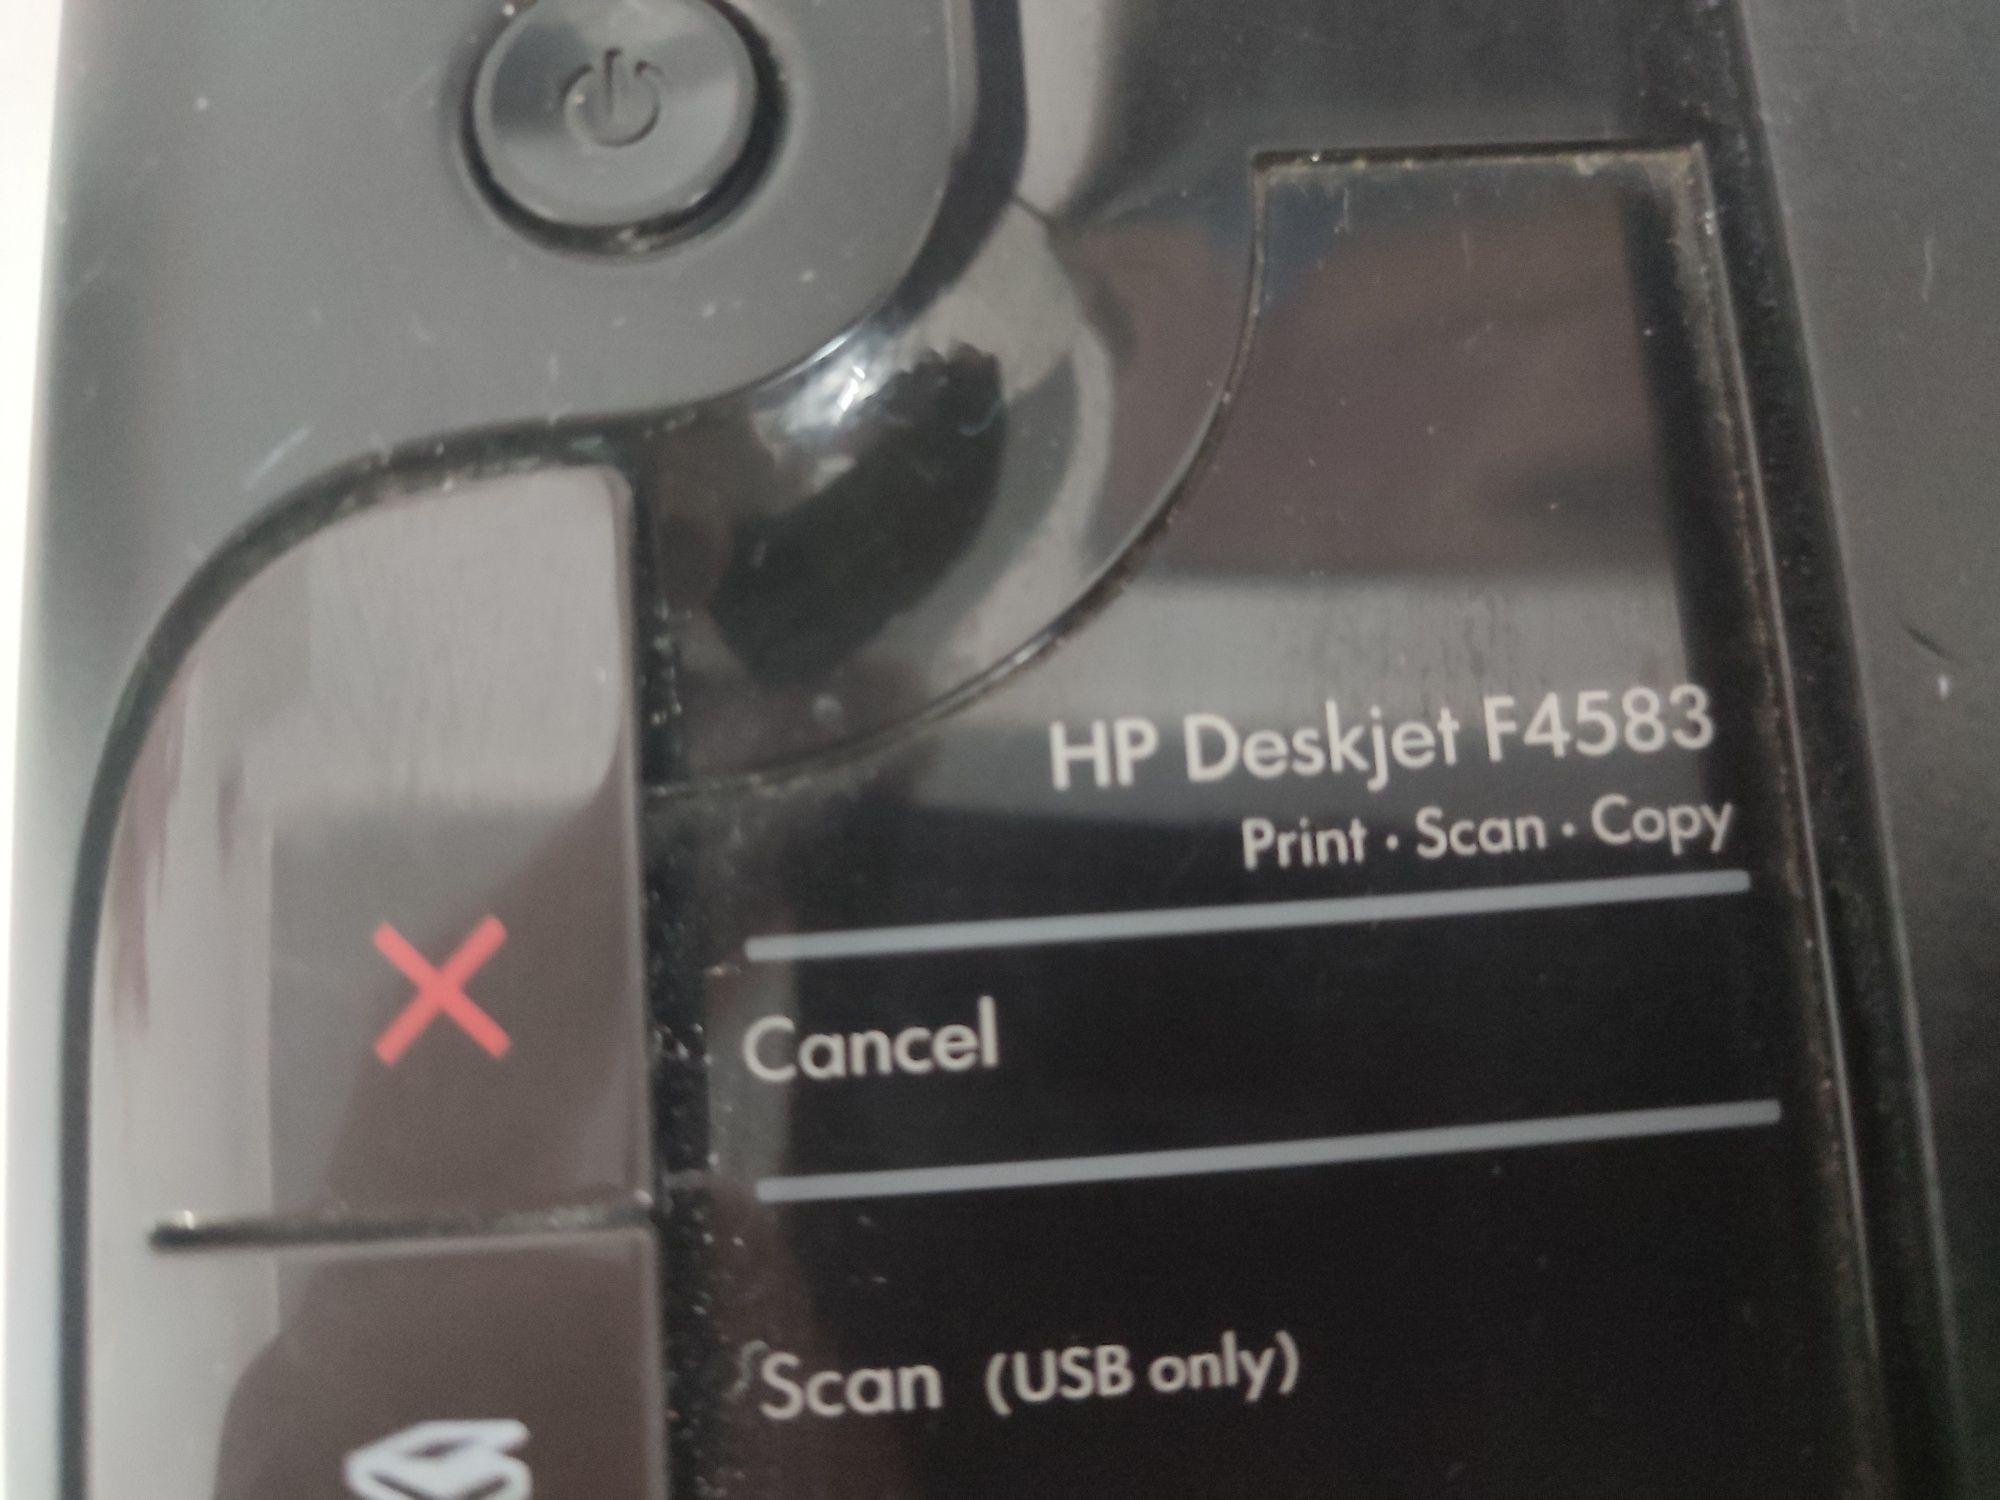 HP Deskjet F4583
Print · Scan · Copy
Cancel
Scan (USB only)